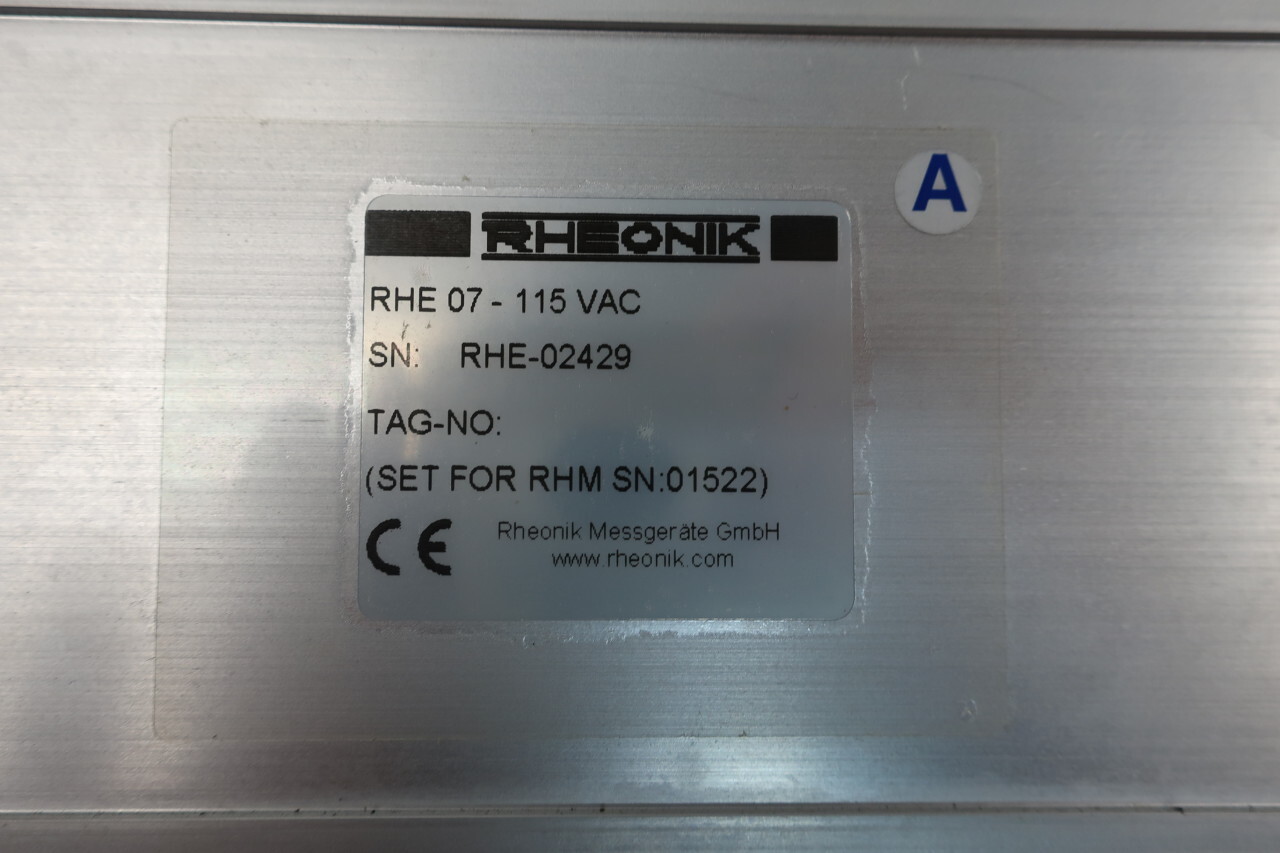 A
RHEONIK
RHE 07 - 115 VAC
SN: RHE-02429
TAG-NO:
(SET FOR RHM SN:01522)
CE
Rheonik Messgeräte GmbH
www.rheonik.com